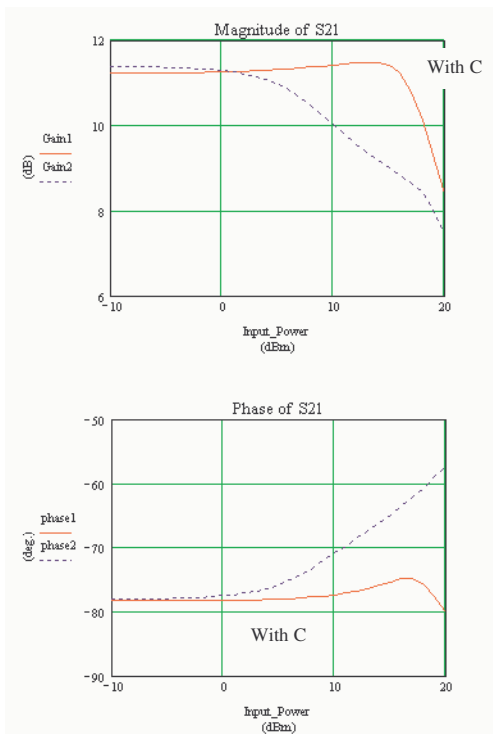 Magnitude of S21
12
With C
10
Gain1
(dB)
Gain2
8
6
-10
0
10
20
Input_Power
(dBm)
Phase of S21
-50
-60
phase1
(deg.)
phase2
-70
-80
With C
-90
-10
0
10
20
Input_Power
(dBm)